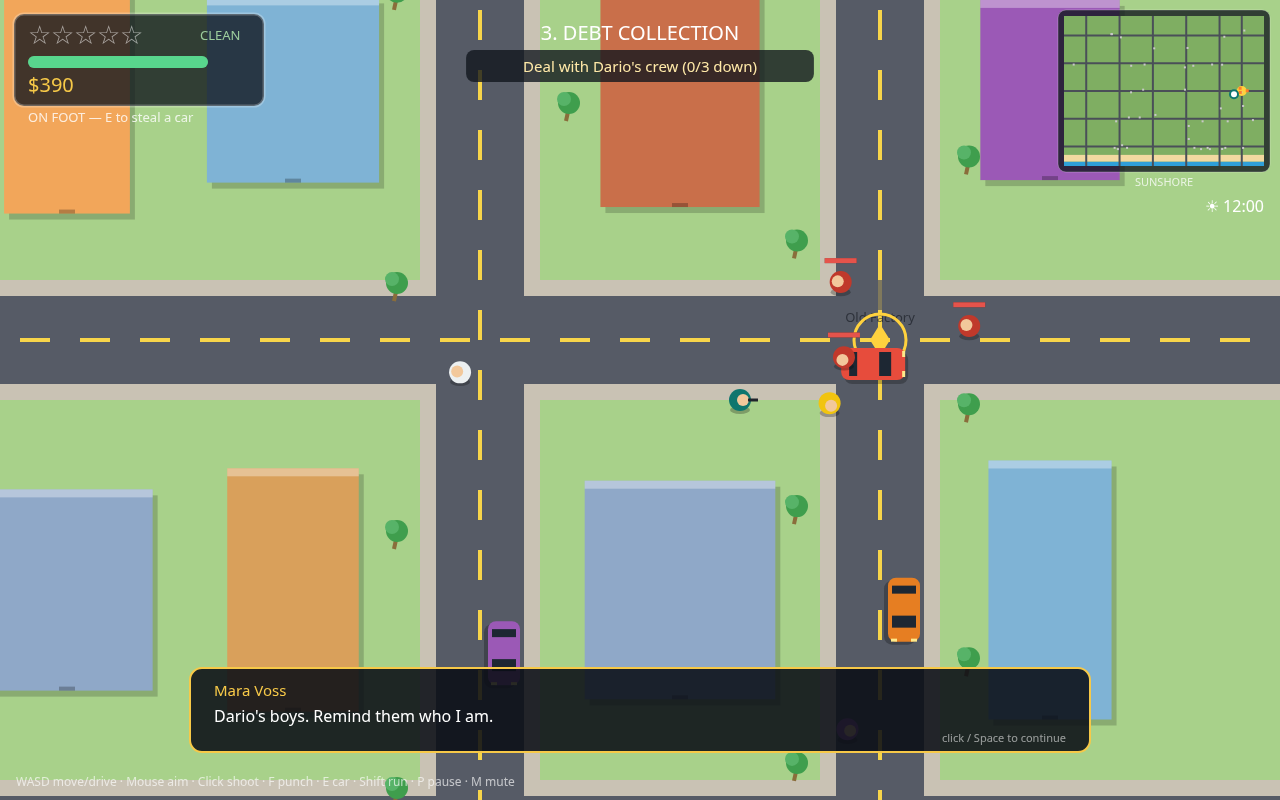 ☆☆☆☆☆ CLEAN
$390
ON FOOT — E to steal a car
3. DEBT COLLECTION
Deal with Dario's crew (0/3 down)
SUNSHORE
☀ 12:00
Old Factory
Mara Voss
Dario's boys. Remind them who I am.
click / Space to continue
WASD move/drive · Mouse aim · Click shoot · F punch · E car · Shift run · P pause · M mute